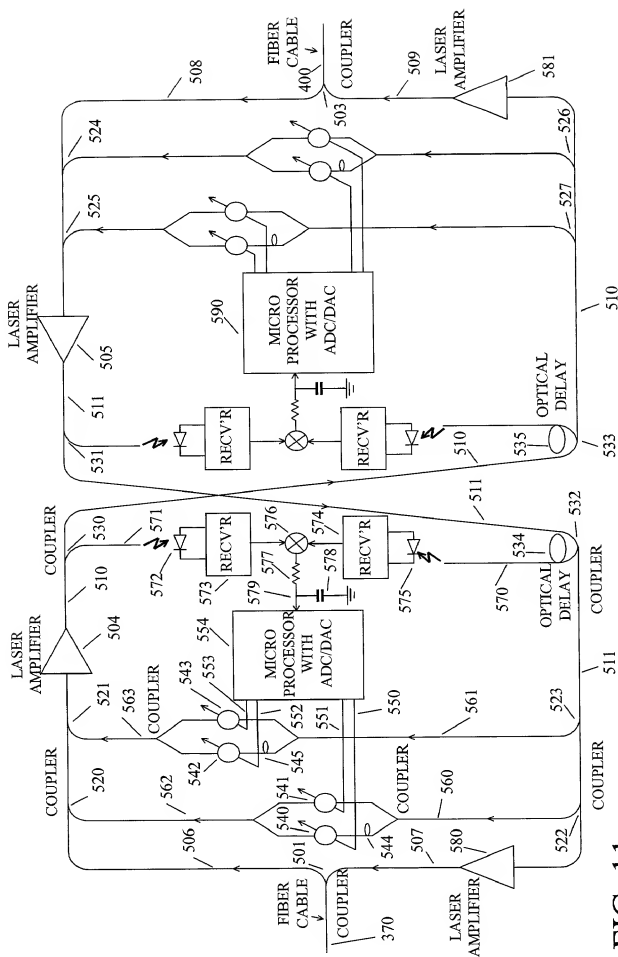 FIBER
CABLE
400
COUPLER
503
508
509
LASER
AMPLIFIER
581
524
525
526
527
LASER
AMPLIFIER
505
511
531
590
MICRO
PROCESSOR
WITH
ADC/DAC
RECV'R
RECV'R
510
510
OPTICAL
DELAY
535
533
COUPLER
530
571
510
572
573
RECV'R
576
577
574
RECV'R
575
578
579
511
570
534
532
OPTICAL
DELAY
COUPLER
LASER
AMPLIFIER
504
554
MICRO
PROCESSOR
WITH
ADC/DAC
521
563
COUPLER
543
553
552
551
550
542
545
561
511
523
COUPLER
520
562
541
540
COUPLER
544
560
COUPLER
522
506
501
507
580
FIBER
CABLE
COUPLER
370
LASER
AMPLIFIER
FIG. 11